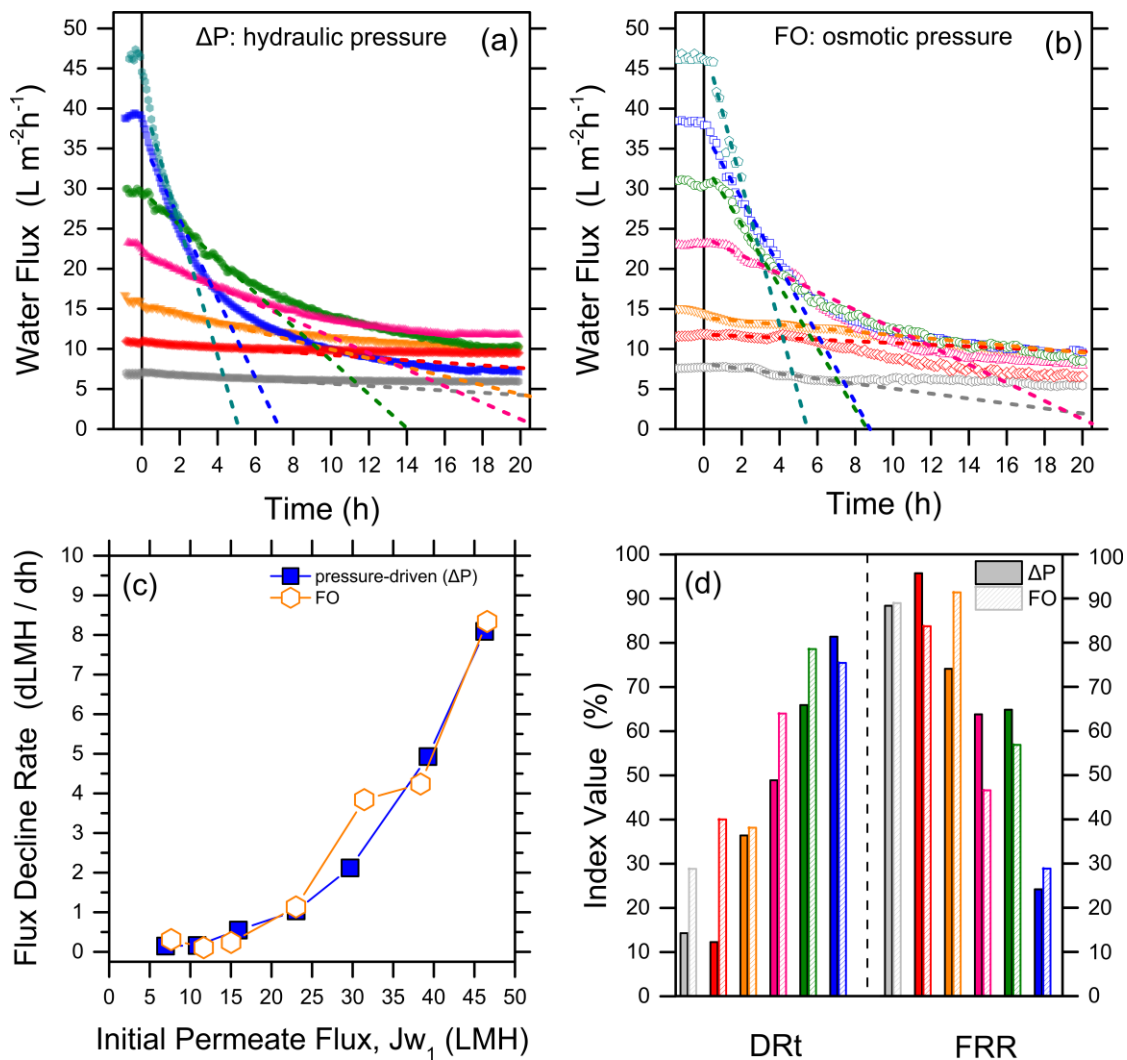 ΔP: hydraulic pressure
(a)
Water Flux (L m⁻²h⁻¹)
50
45
40
35
30
25
20
15
10
5
0
0 2 4 6 8 10 12 14 16 18 20
Time (h)
FO: osmotic pressure
(b)
Water Flux (L m⁻²h⁻¹)
50
45
40
35
30
25
20
15
10
5
0
0 2 4 6 8 10 12 14 16 18 20
Time (h)
(c)
pressure-driven (ΔP)
FO
Flux Decline Rate (dLMH / dh)
10
9
8
7
6
5
4
3
2
1
0
0 5 10 15 20 25 30 35 40 45 50
Initial Permeate Flux, Jw₁ (LMH)
(d)
ΔP
FO
Index Value (%)
100
90
80
70
60
50
40
30
20
10
0
100
90
80
70
60
50
40
30
20
10
0
DRt FRR